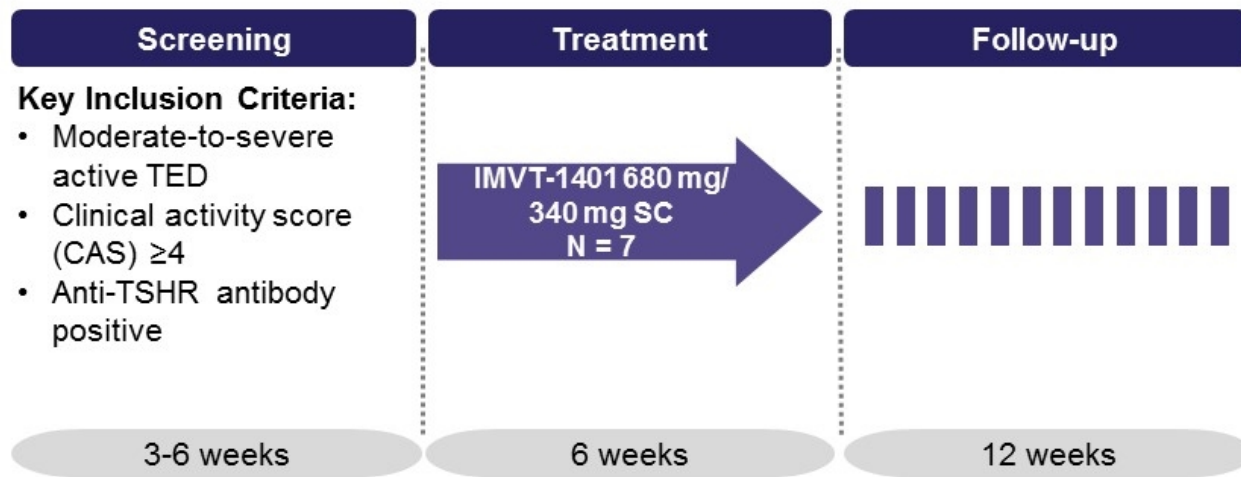 Screening
Treatment
Follow-up
Key Inclusion Criteria:
• Moderate-to-severe
active TED
• Clinical activity score
(CAS) ≥4
• Anti-TSHR antibody
positive
IMVT-1401 680 mg/
340 mg SC
N = 7
3-6 weeks
6 weeks
12 weeks